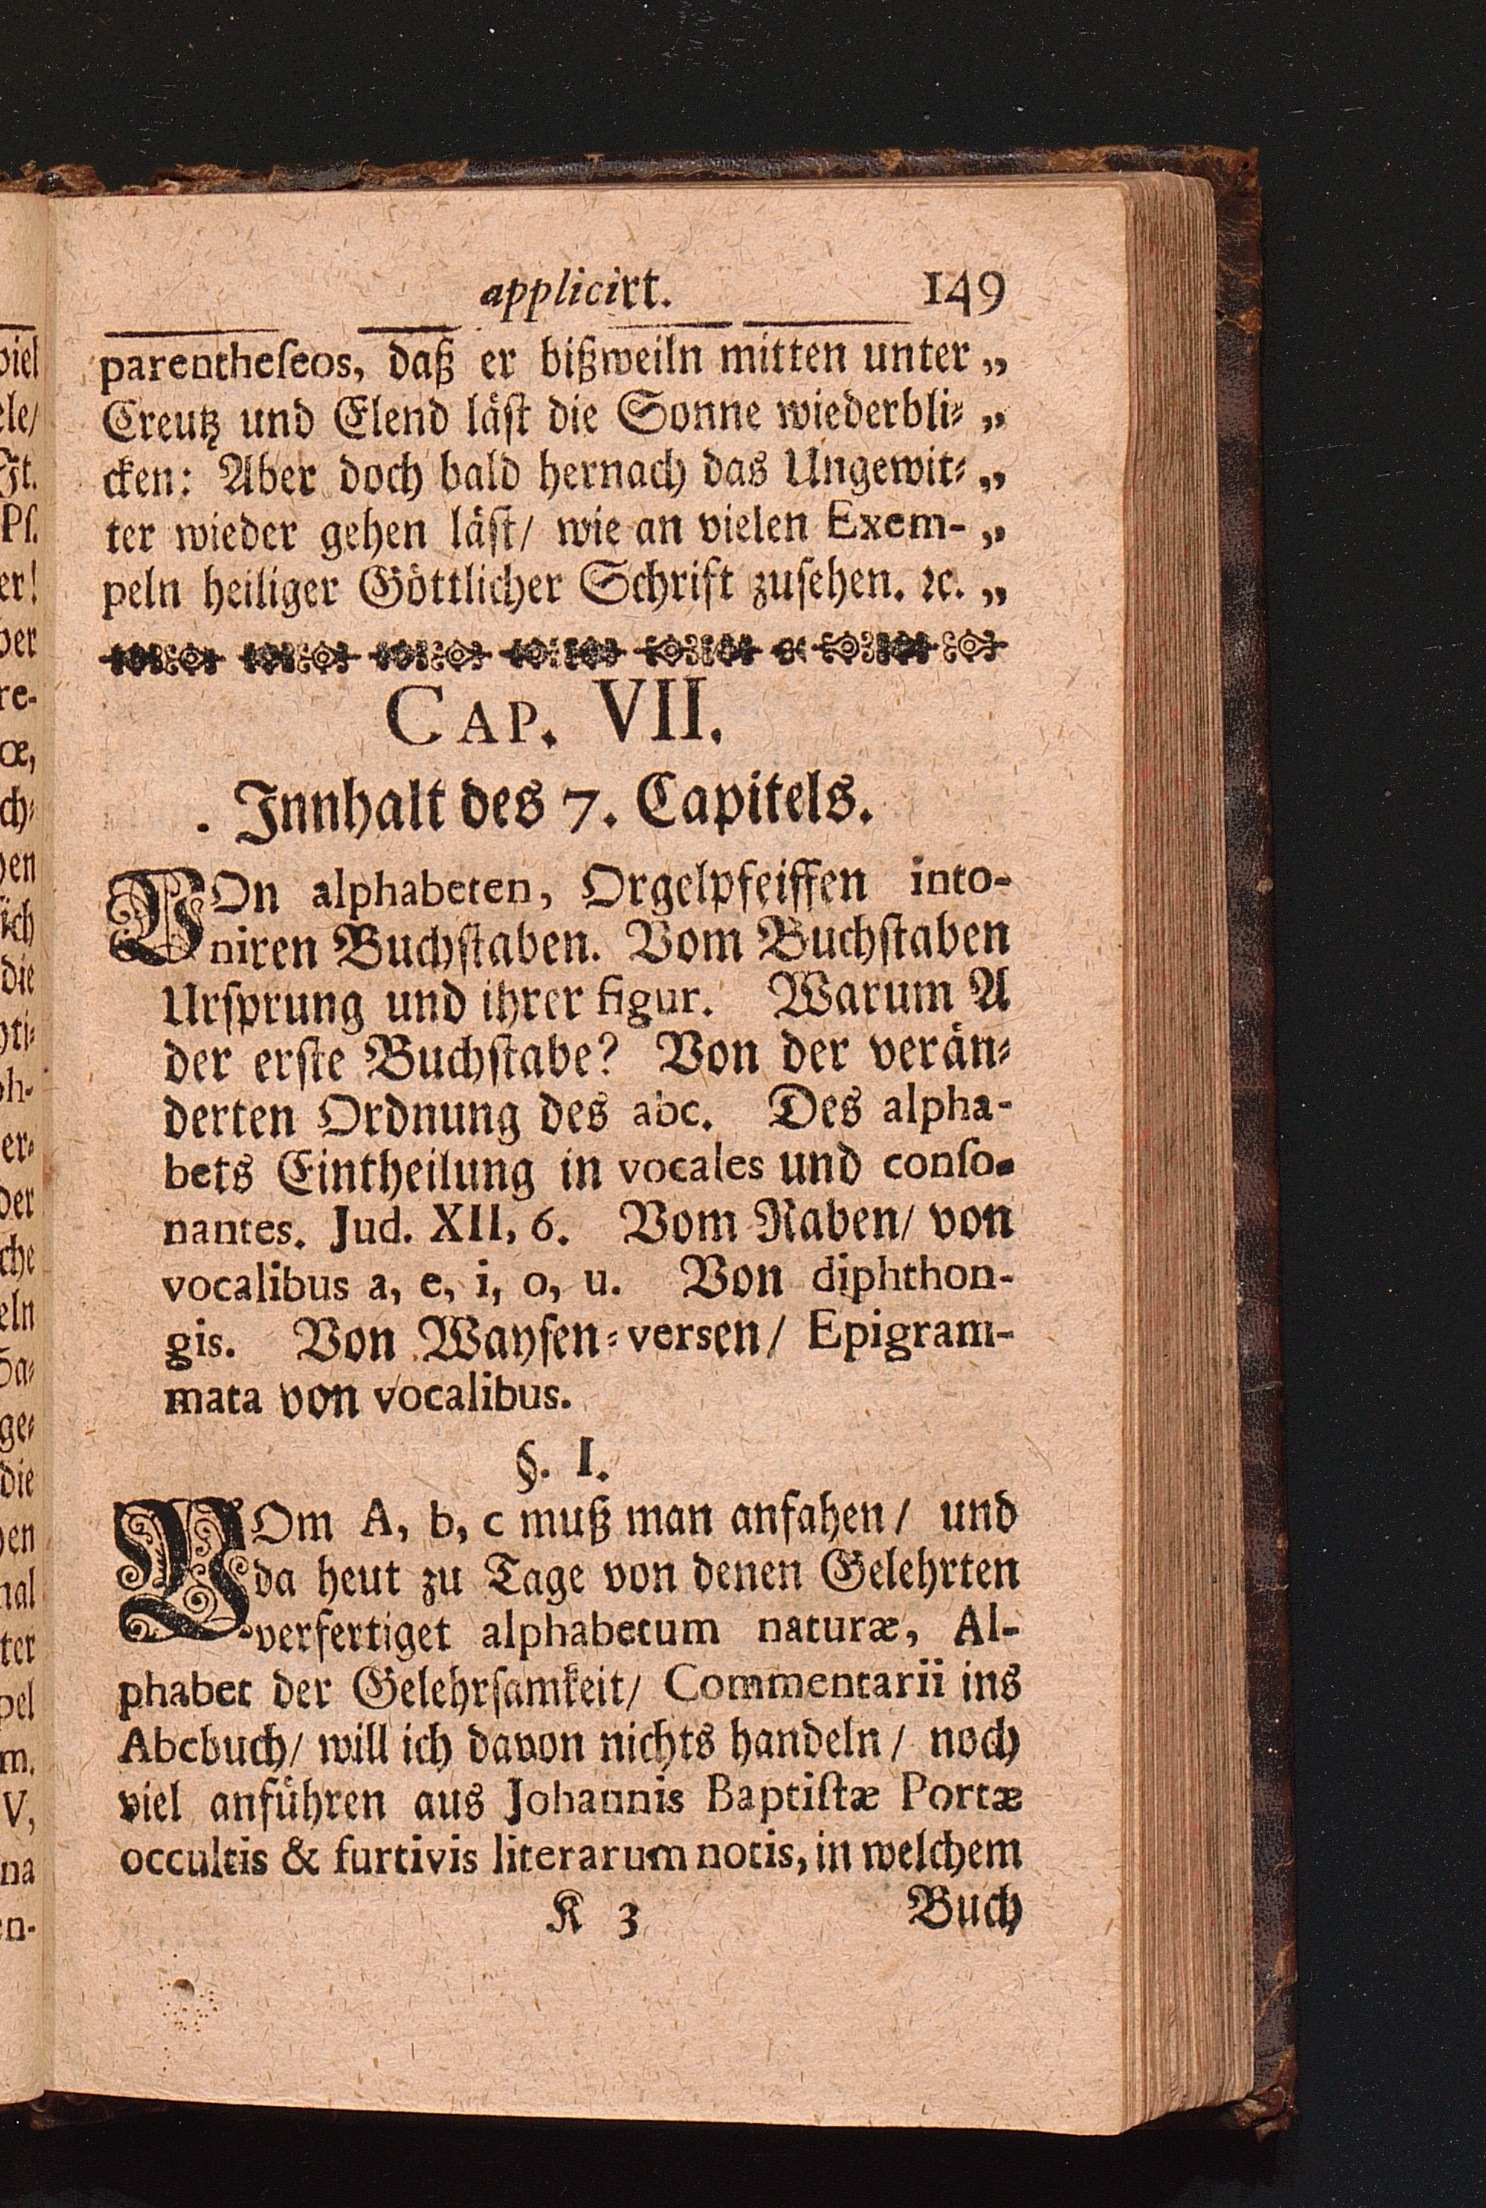 applicirt. 149
parentheſeos, daß er bißweiln mitten unter „
Creutz und Elend läſt die Sonne wiederbli⸗ „
cken: Aber doch bald hernach das Ungewit⸗ „
ter wieder gehen läſt/ wie an vielen Exem- „
peln heiliger Göttlicher Schrift zuſehen. ꝛc. „
CAP. VII.
Innhalt des 7. Capitels.
VOn alphabeten, Orgelpfeiffen into-
niren Buchſtaben. Vom Buchſtaben
Urſprung und ihrer figur. Warum A
der erſte Buchſtabe? Von der verän⸗
derten Ordnung des abc. Des alpha-
bets Eintheilung in vocales und conſo-
nantes. Jud. XII, 6. Vom Raben/ von
vocalibus a, e, i, o, u. Von diphthon-
gis. Von Wayſen⸗versen/ Epigram-
mata von vocalibus.
§. I.
VOm A, b, c muß man anfahen/ und
da heut zu Tage von denen Gelehrten
verfertiget alphabetum naturæ, Al-
phabet der Gelehrſamkeit/ Commentarii ins
Abcbuch/ will ich davon nichts handeln/ noch
viel anführen aus Johannis Baptiſtæ Portæ
occultis & furtivis literarum notis, in welchem
K 3 Buch